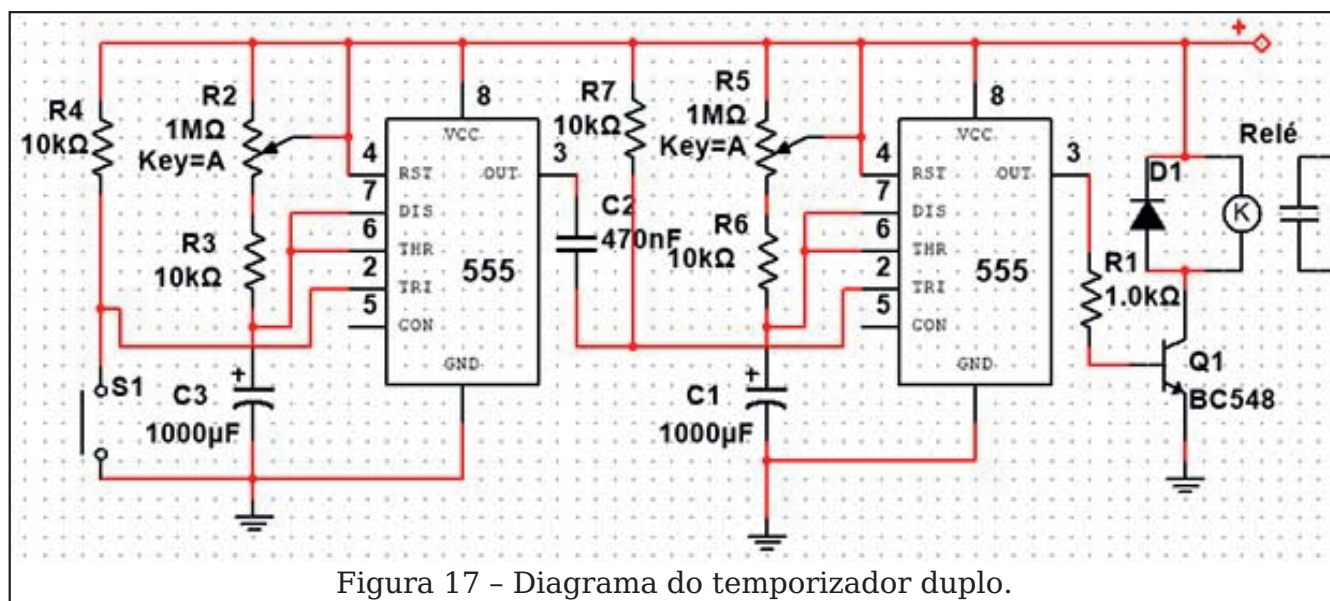 +
R4
10kΩ
R2
1MΩ
Key=A
R3
10kΩ
S1
+
C3
1000µF
8
VCC
4
RST
OUT
3
7
DIS
6
THR
2
TRI
5
CON
GND
555
C2
470nF
R7
10kΩ
R5
1MΩ
Key=A
R6
10kΩ
+
C1
1000µF
8
VCC
4
RST
OUT
3
7
DIS
6
THR
2
TRI
5
CON
GND
555
R1
1.0kΩ
D1
K
Relé
Q1
BC548
Figura 17 – Diagrama do temporizador duplo.